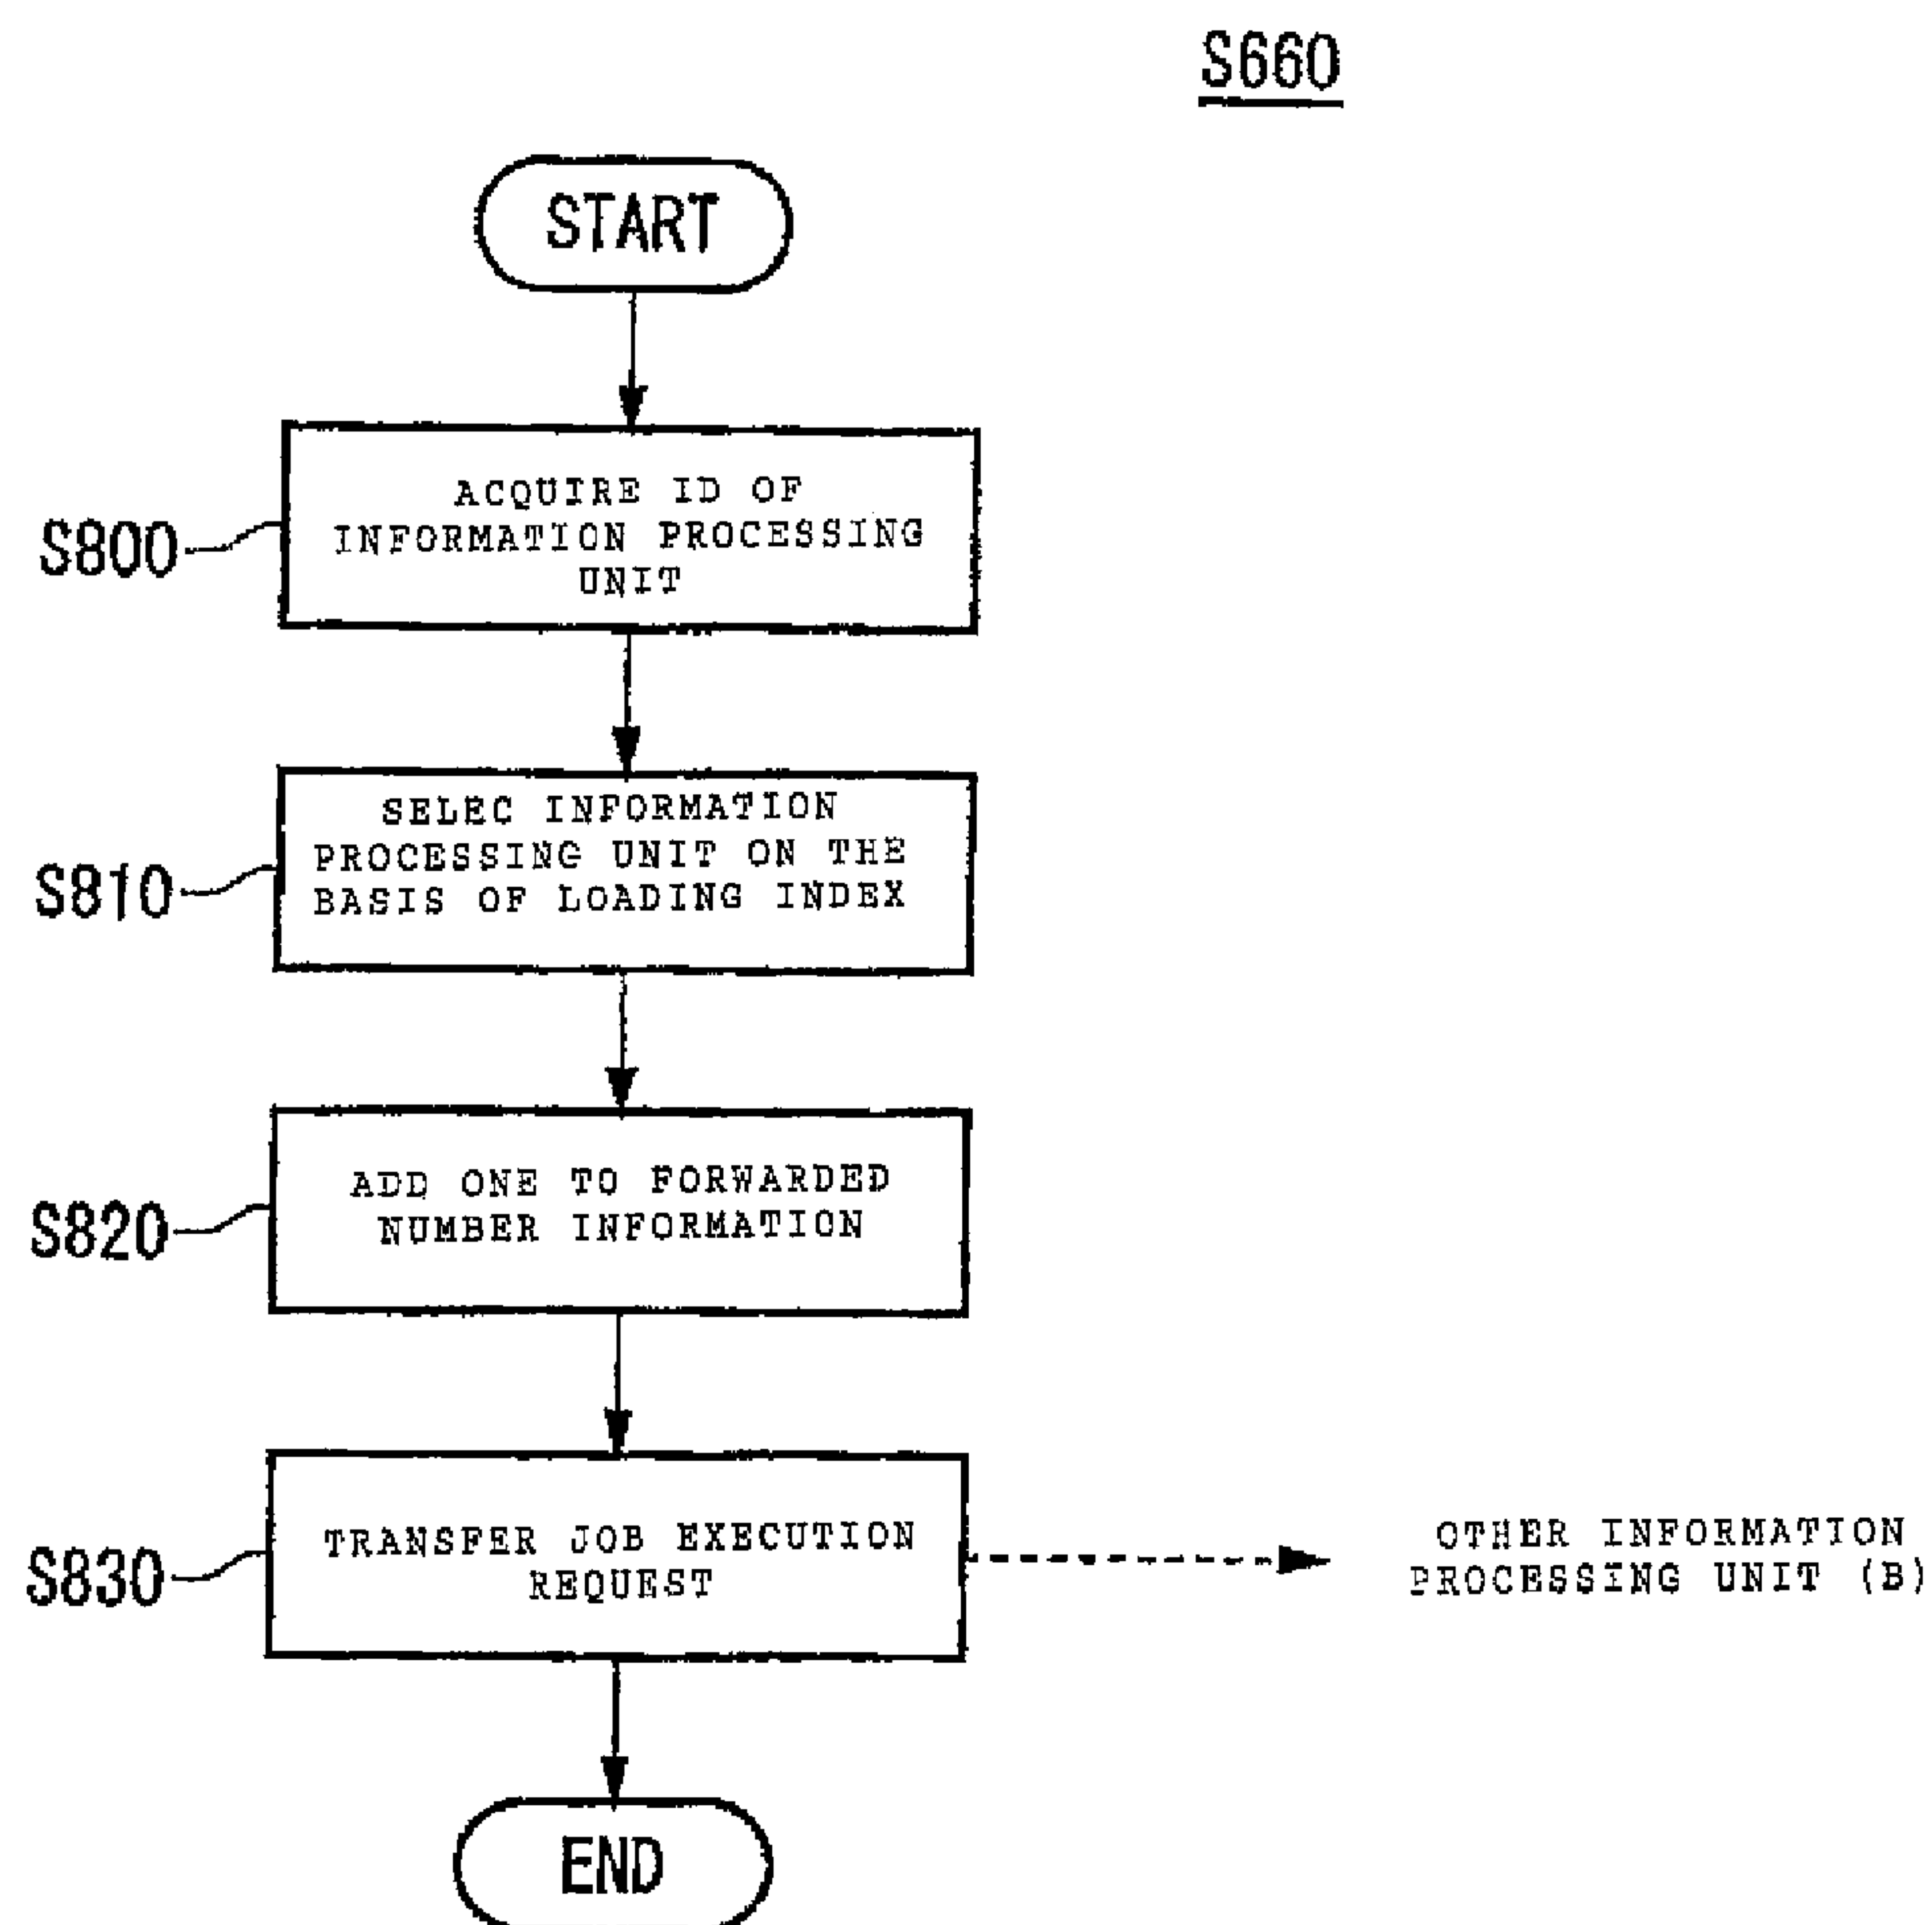 S660
START
S800
ACQUIRE ID OF
INFORMATION PROCESSING
UNIT
S810
SELEC INFORMATION
PROCESSING UNIT ON THE
BASIS OF LOADING INDEX
S820
ADD ONE TO FORWARDED
NUMBER INFORMATION
S830
TRANSFER JOB EXECUTION
REQUEST
OTHER INFORMATION
PROCESSING UNIT (B)
END